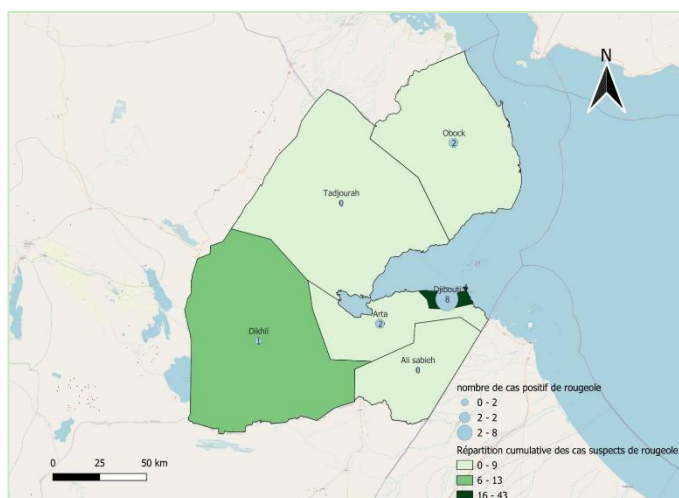 N
Obock
2
Tadjourah
0
Djibouti
8
Arta
2
Dikhil
1
Ali sabieh
0
nombre de cas positif de rougeole
0 - 2
2 - 2
2 - 8
Répartition cumulative des cas suspects de rougeole
0 - 9
6 - 13
16 - 43
0 25 50 km